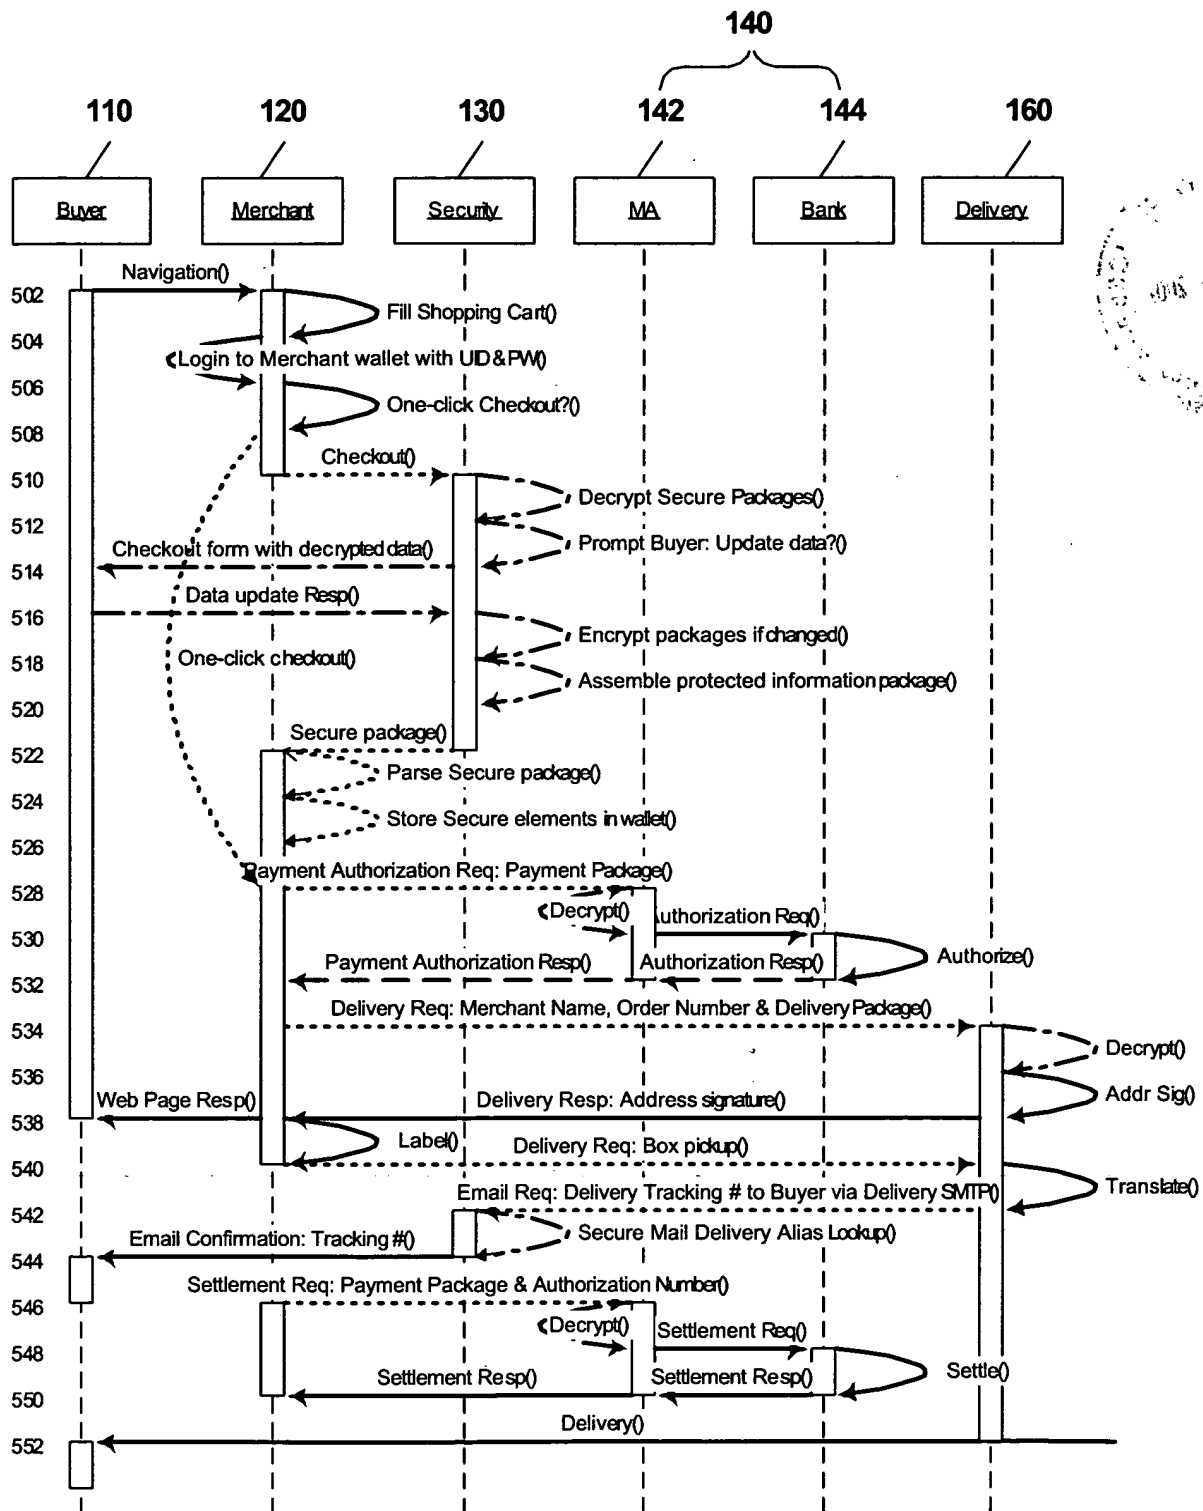 140
110 120 130 142 144 160
Buyer Merchant Security MA Bank Delivery
Navigation()
502
Fill Shopping Cart()
504
Login to Merchant wallet with UID & PW()
506
One-click Checkout?()
508
Checkout()
510
Decrypt Secure Packages()
512
Prompt Buyer: Update data?()
Checkout form with decrypted data()
514
Data update Resp()
516
Encrypt packages if changed()
One-click checkout()
518
Assemble protected information package()
520
Secure package()
522
Parse Secure package()
524
Store Secure elements in wallet()
526
Payment Authorization Req: Payment Package()
528
Decrypt() Authorization Req()
530
Authorize()
Payment Authorization Resp() Authorization Resp()
532
Delivery Req: Merchant Name, Order Number & Delivery Package()
534
Decrypt()
536
Web Page Resp() Delivery Resp: Address signature() Addr Sig()
538
Label() Delivery Req: Box pickup()
540
Translate()
Email Req: Delivery Tracking # to Buyer via Delivery SMTP()
542
Secure Mail Delivery Alias Lookup()
Email Confirmation: Tracking #()
544
Settlement Req: Payment Package & Authorization Number()
546
Decrypt() Settlement Req()
548
Settle()
Settlement Resp() Settlement Resp()
550
Delivery()
552